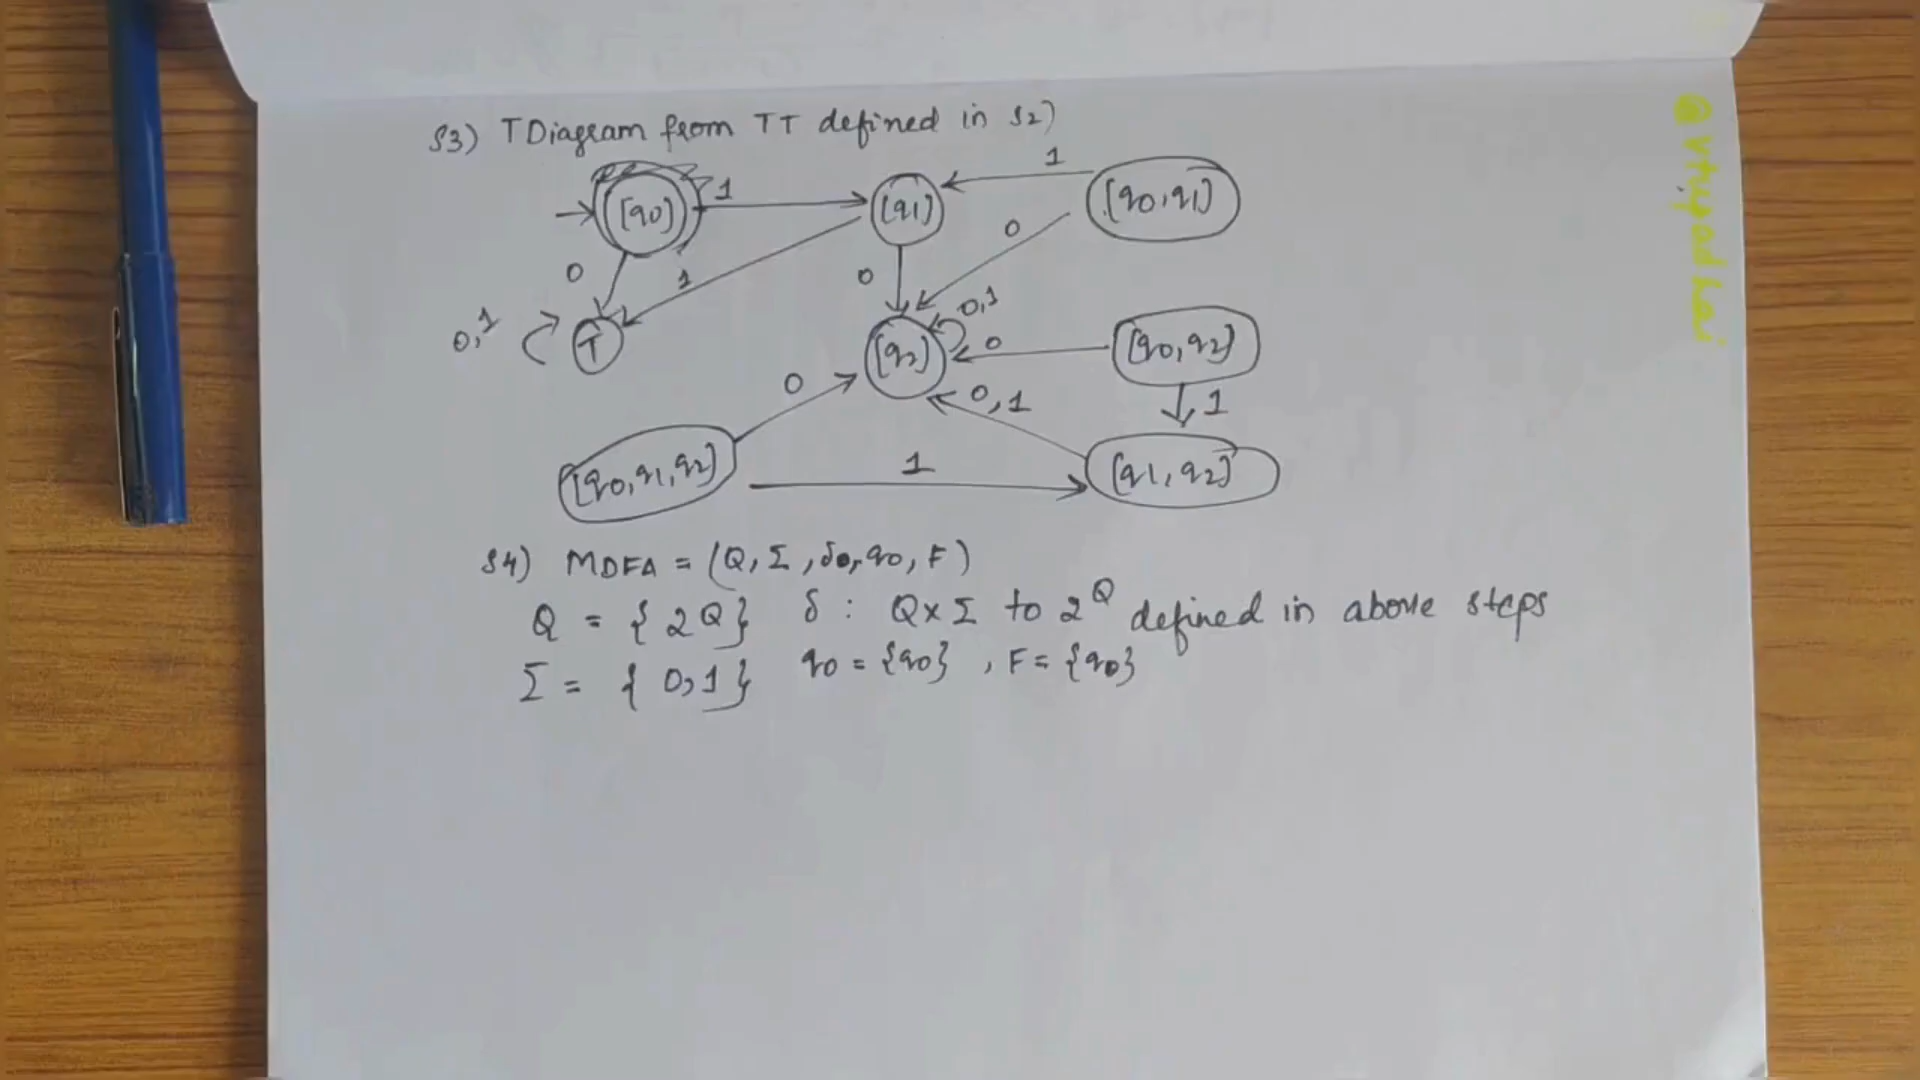 S3) TDiagram from TT defined in S2)
1
[q0] 1 [q1] [q0,q1]
0
0 1 0
0,1
0,1 T [q2] 0 [q0,q2]
0 0,1 1
[q0,q1,q2] 1 [q1,q2]
S4) MDFA = (Q, Σ, δ, q0, F)
Q = { 2Q} δ : Q×Σ to 2^Q defined in above steps
Σ = { 0,1} q0 = {q0} , F = {q0}
@vtupadhai